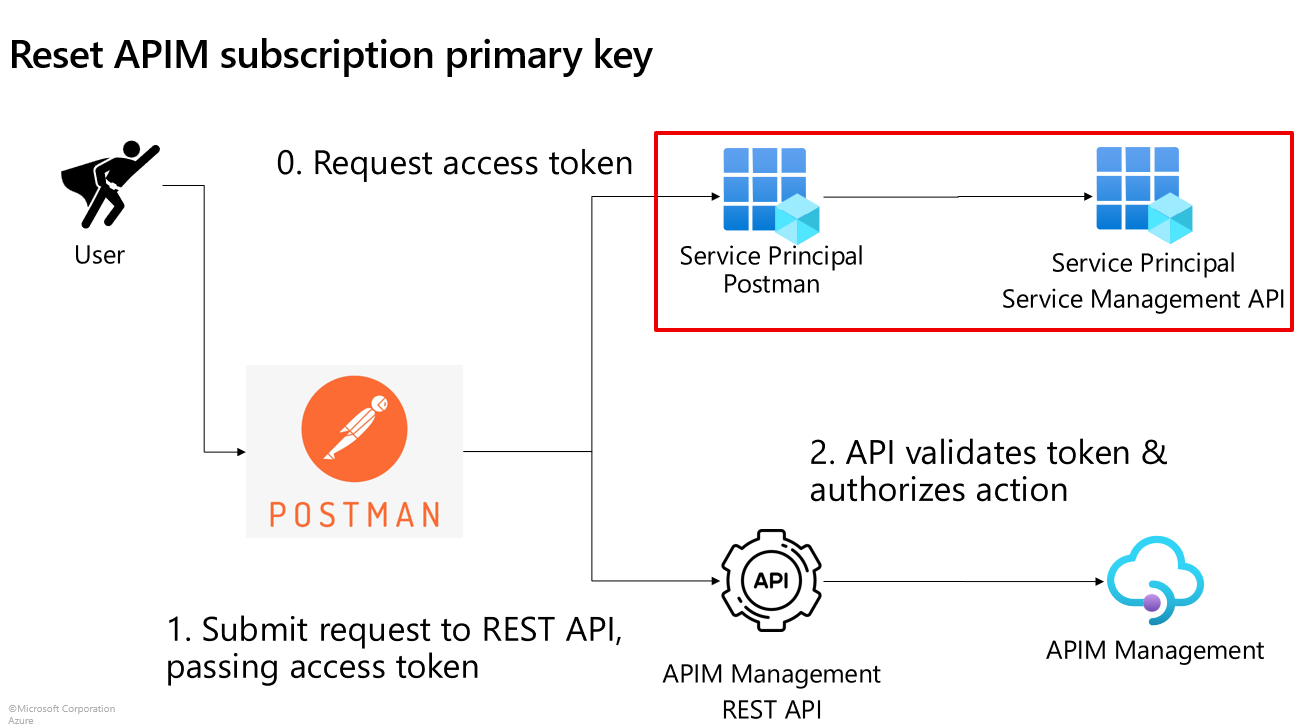 Reset APIM subscription primary key
0. Request access token
User
Service Principal
Postman
Service Principal
Service Management API
POSTMAN
2. API validates token &
authorizes action
API
1. Submit request to REST API,
passing access token
APIM Management
REST API
APIM Management
©Microsoft Corporation
Azure